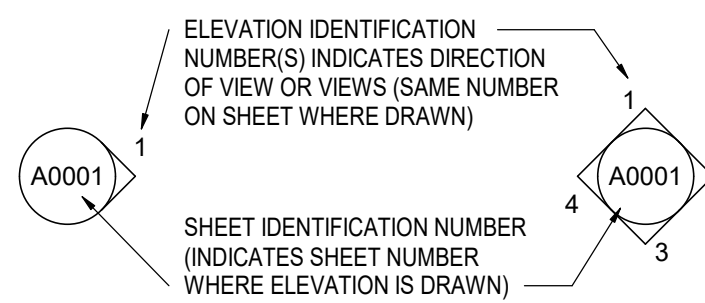 ELEVATION IDENTIFICATION
NUMBER(S) INDICATES DIRECTION
OF VIEW OR VIEWS (SAME NUMBER
ON SHEET WHERE DRAWN)
1
1
A0001
A0001
4
3
SHEET IDENTIFICATION NUMBER
(INDICATES SHEET NUMBER
WHERE ELEVATION IS DRAWN)